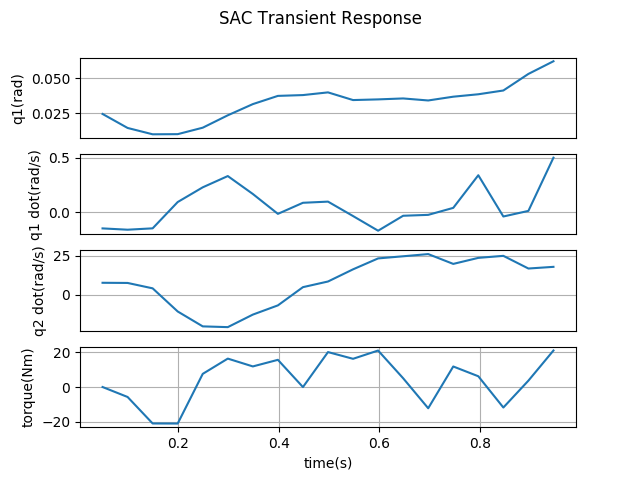 SAC Transient Response
q1(rad)
0.050
0.025
q1 dot(rad/s)
0.5
0.0
q2 dot(rad/s)
25
0
torque(Nm)
20
0
−20
0.2 0.4 0.6 0.8
time(s)